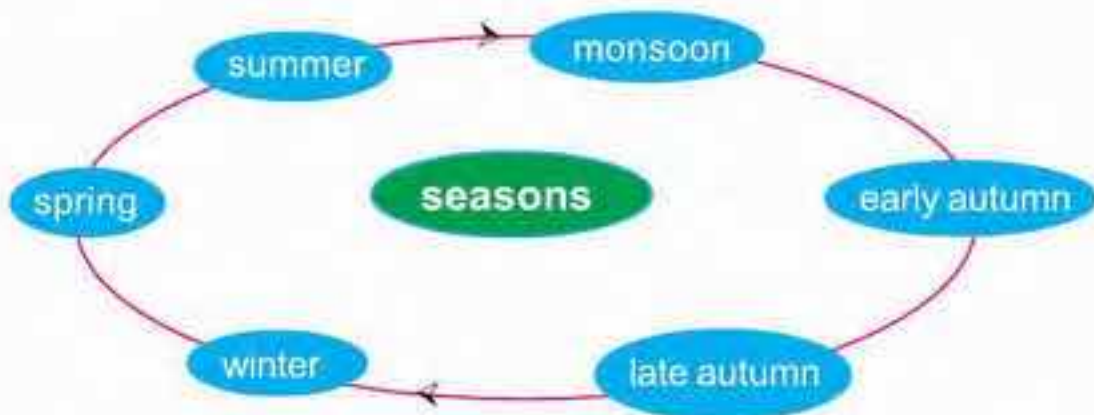 summer
monsoon
spring
seasons
early autumn
winter
late autumn